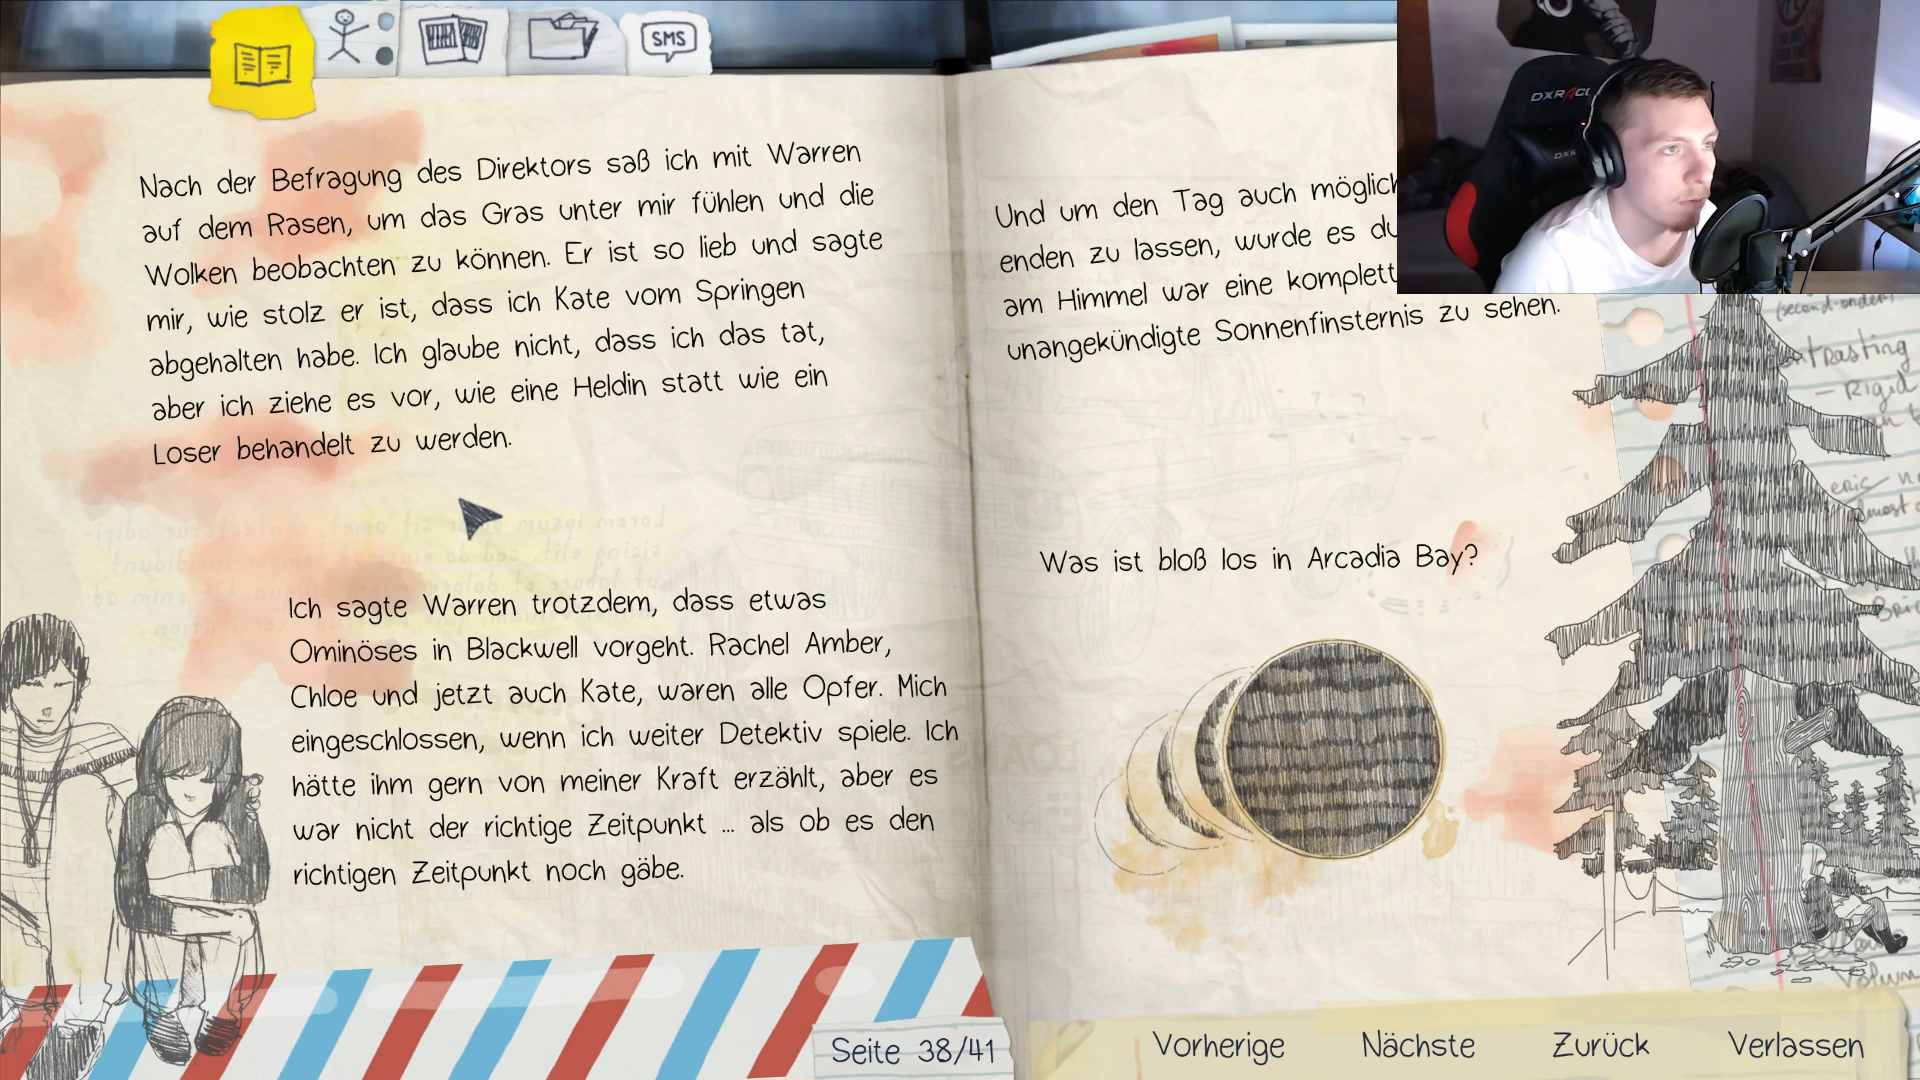 SMS
Nach der Befragung des Direktors saß ich mit Warren
auf dem Rasen, um das Gras unter mir fühlen und die
Wolken beobachten zu können. Er ist so lieb und sagte
mir, wie stolz er ist, dass ich Kate vom Springen
abgehalten habe. Ich glaube nicht, dass ich das tat,
aber ich ziehe es vor, wie eine Heldin statt wie ein
Loser behandelt zu werden.
Ich sagte Warren trotzdem, dass etwas
Ominöses in Blackwell vorgeht. Rachel Amber,
Chloe und jetzt auch Kate, waren alle Opfer. Mich
eingeschlossen, wenn ich weiter Detektiv spiele. Ich
hätte ihm gern von meiner Kraft erzählt, aber es
war nicht der richtige Zeitpunkt ... als ob es den
richtigen Zeitpunkt noch gäbe.
Seite 38/41
Und um den Tag auch
enden zu lassen, wurde es
am Himmel war eine
unangekündigte Sonnenfinsternis zu sehen.
Was ist bloß los in Arcadia Bay?
Rigid
Vorherige Nächste Zurück Verlassen